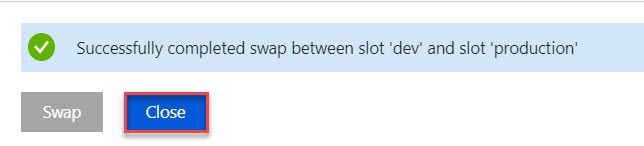 Successfully completed swap between slot 'dev' and slot 'production'
Swap Close